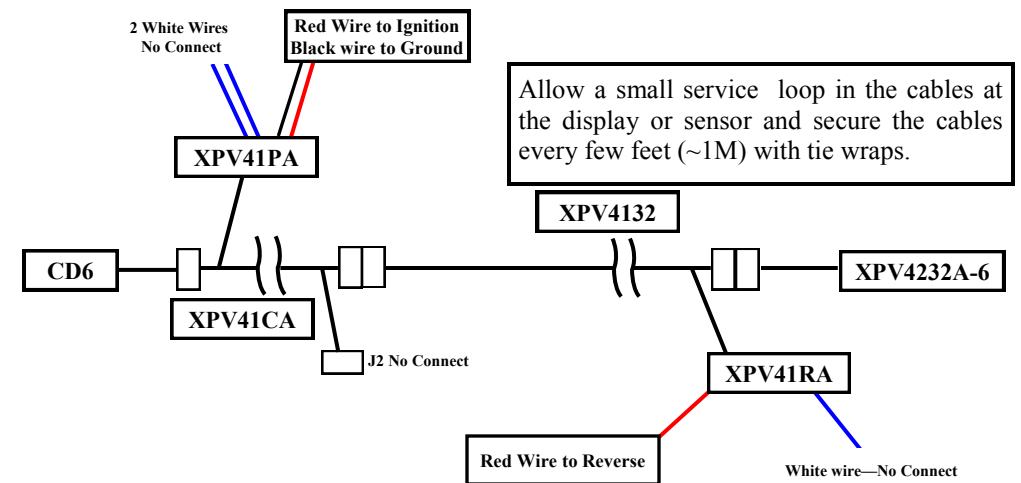 2 White Wires
No Connect
Red Wire to Ignition
Black wire to Ground
Allow a small service loop in the cables at
the display or sensor and secure the cables
every few feet (~1M) with tie wraps.
XPV41PA
XPV4132
CD6
XPV4232A-6
XPV41CA
J2 No Connect
XPV41RA
Red Wire to Reverse
White wire—No Connect